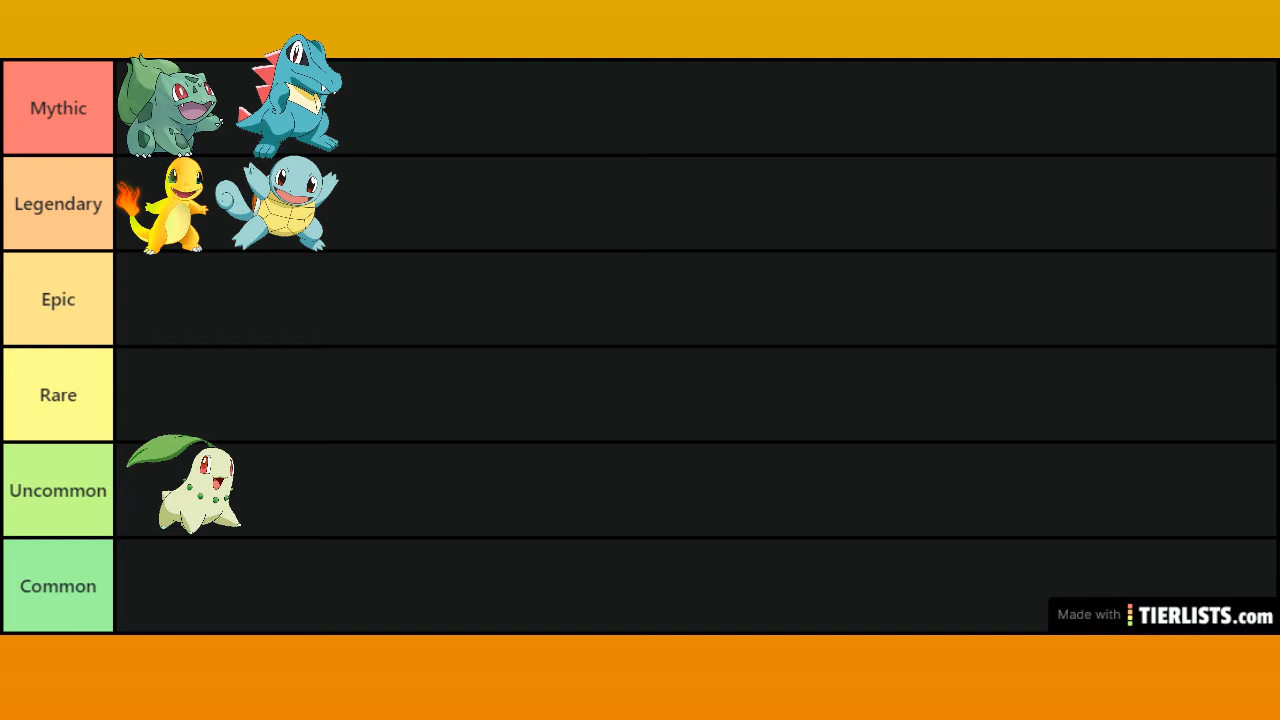 Mythic
Legendary
Epic
Rare
Uncommon
Common
Made with TIERLISTS.com